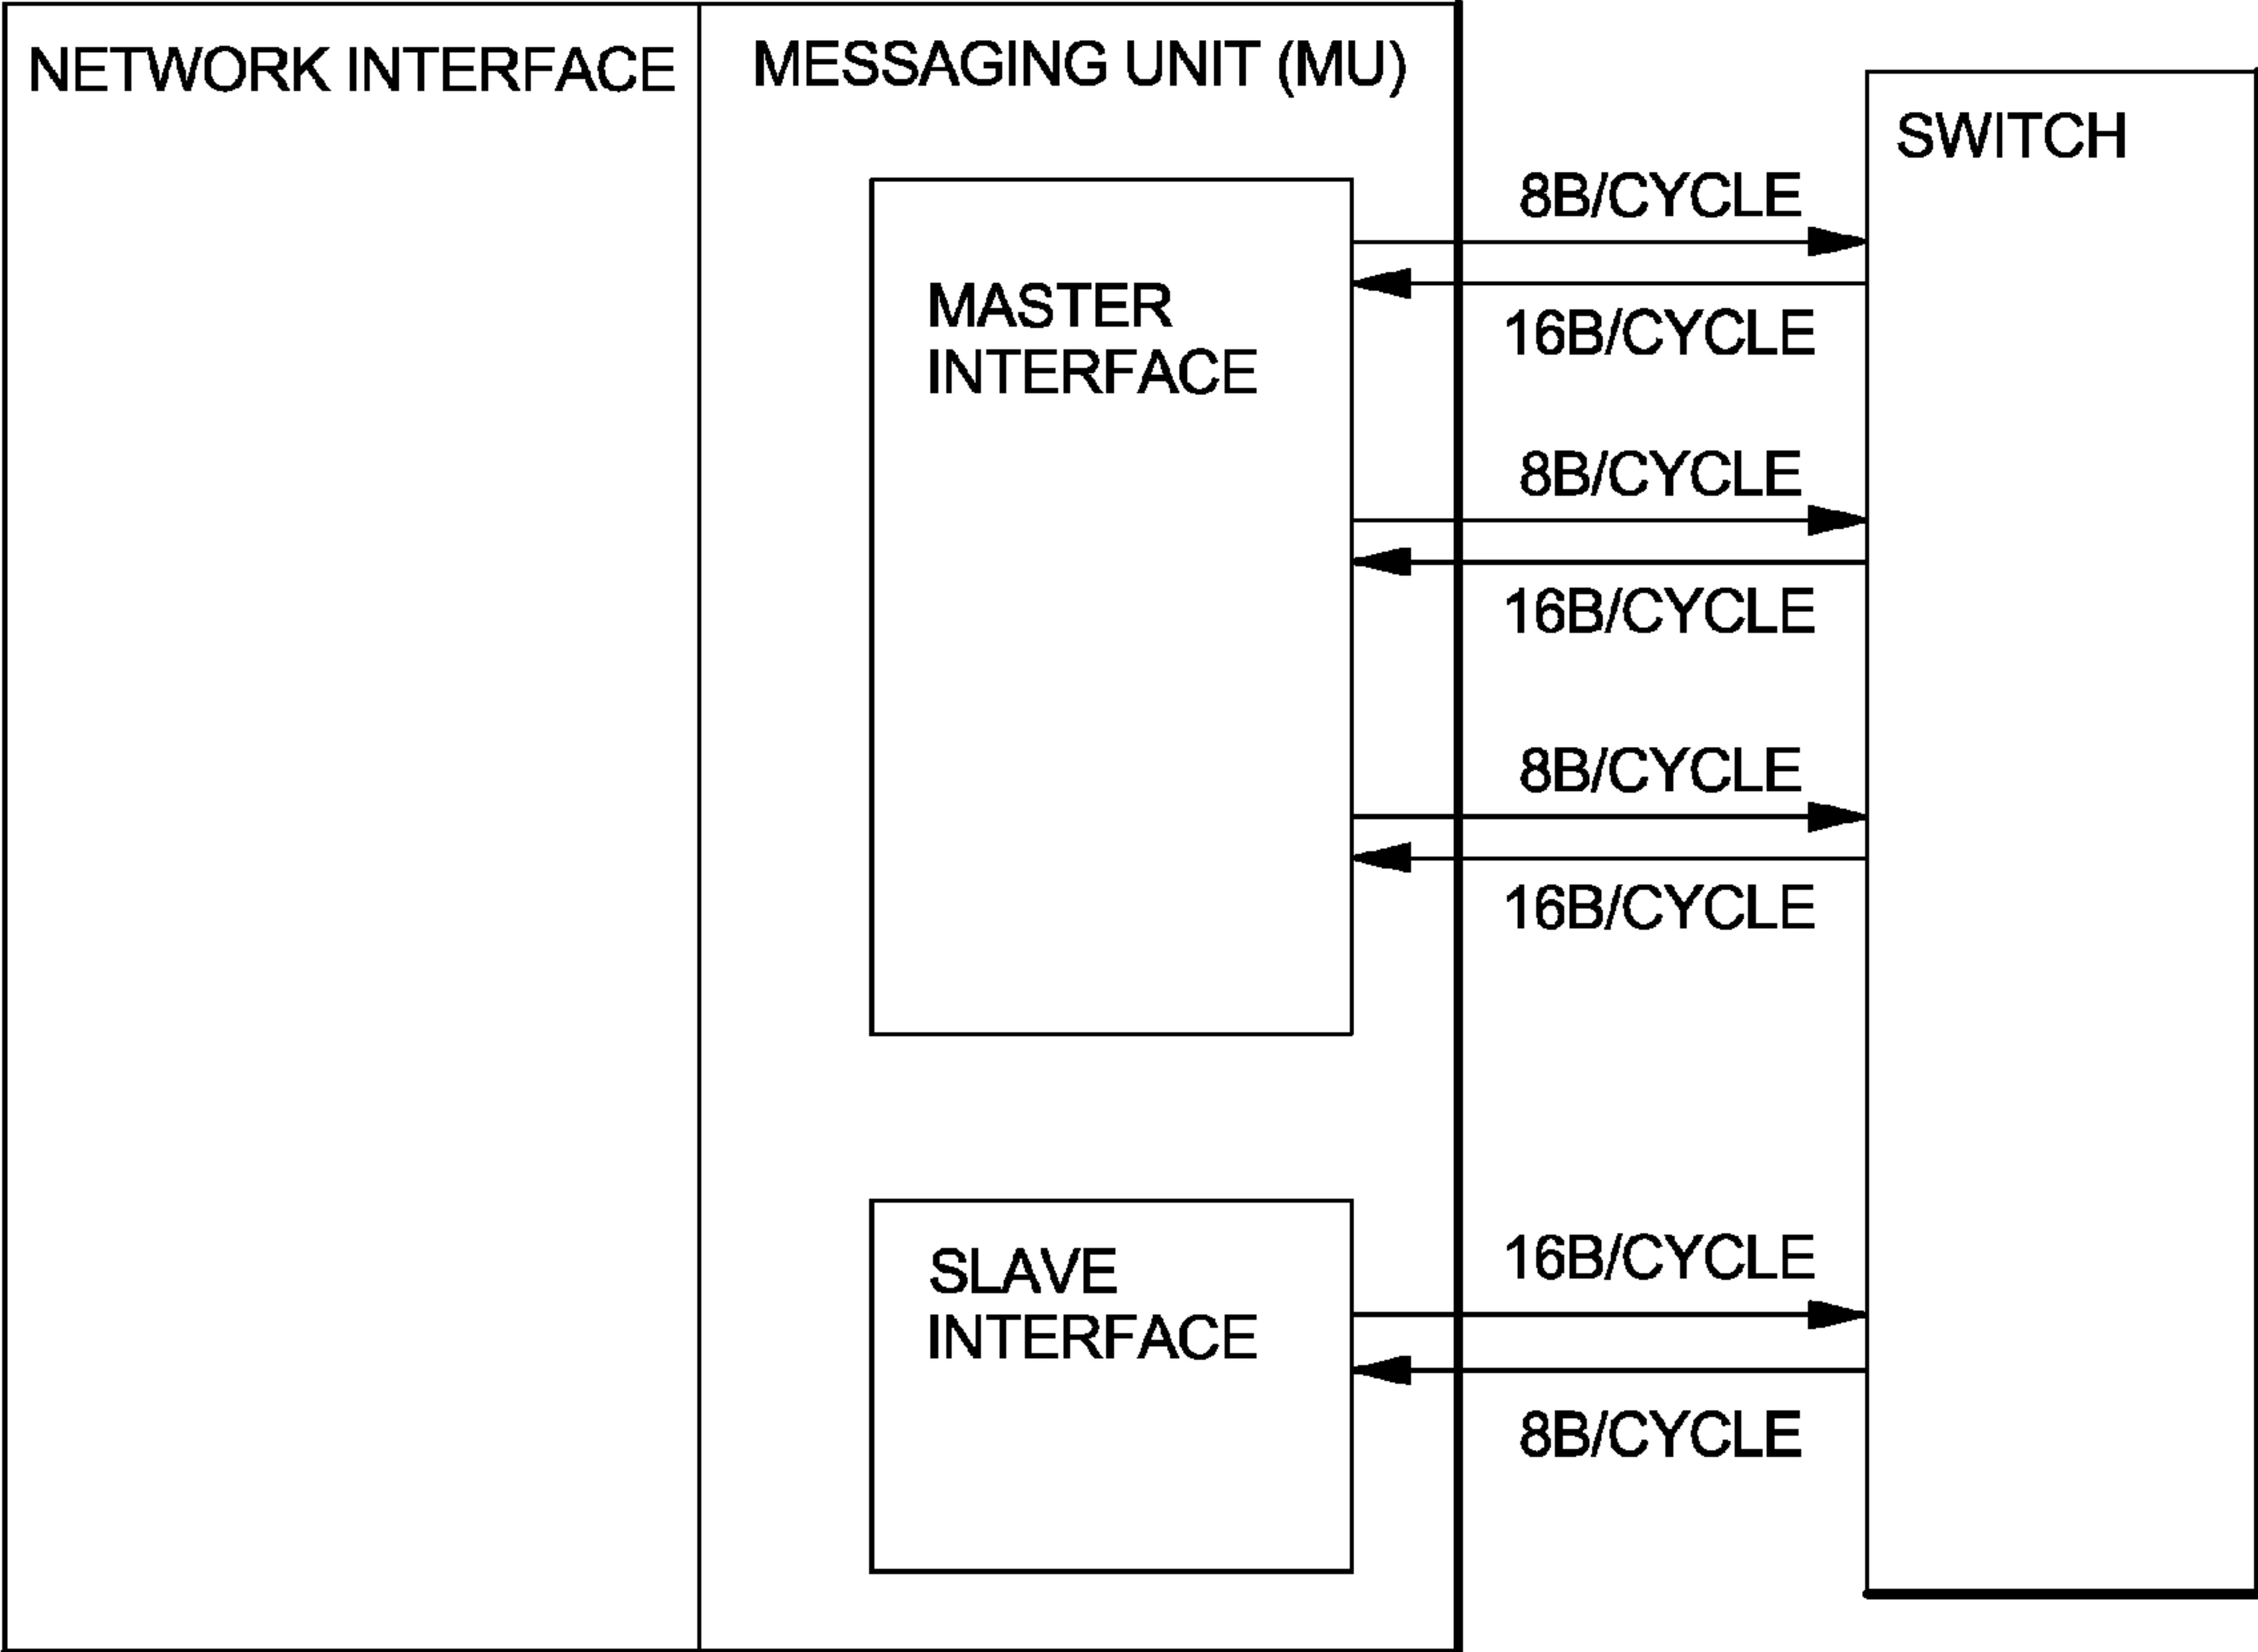 NETWORK INTERFACE
MESSAGING UNIT (MU)
SWITCH
8B/CYCLE
MASTER
INTERFACE
16B/CYCLE
8B/CYCLE
16B/CYCLE
8B/CYCLE
16B/CYCLE
SLAVE
INTERFACE
16B/CYCLE
8B/CYCLE